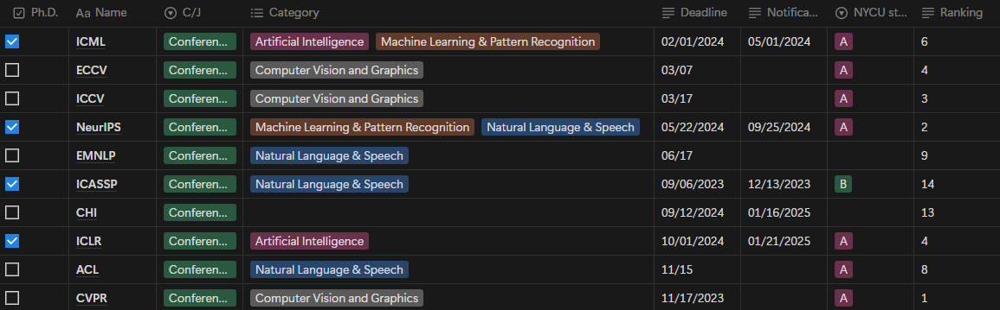 Ph.D. Aa Name C/J Category Deadline Notifica... NYCU st... Ranking
ICML Conferen... Artificial Intelligence Machine Learning & Pattern Recognition 02/01/2024 05/01/2024 A 6
ECCV Conferen... Computer Vision and Graphics 03/07 A 4
ICCV Conferen... Computer Vision and Graphics 03/17 A 3
NeurIPS Conferen... Machine Learning & Pattern Recognition Natural Language & Speech 05/22/2024 09/25/2024 A 2
EMNLP Conferen... Natural Language & Speech 06/17 9
ICASSP Conferen... Natural Language & Speech 09/06/2023 12/13/2023 B 14
CHI Conferen... 09/12/2024 01/16/2025 13
ICLR Conferen... Artificial Intelligence 10/01/2024 01/21/2025 A 4
ACL Conferen... Natural Language & Speech 11/15 A 8
CVPR Conferen... Computer Vision and Graphics 11/17/2023 A 1